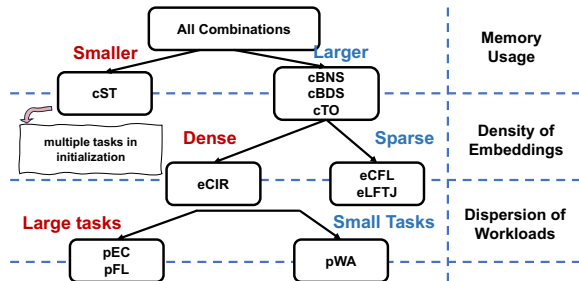 All Combinations
Smaller
Larger
Memory
Usage
cST
cBNS
cBDS
cTO
multiple tasks in
initialization
Dense
Sparse
Density of
Embeddings
eCIR
eCFL
eLFTJ
Large tasks
Small Tasks
Dispersion of
Workloads
pEC
pFL
pWA